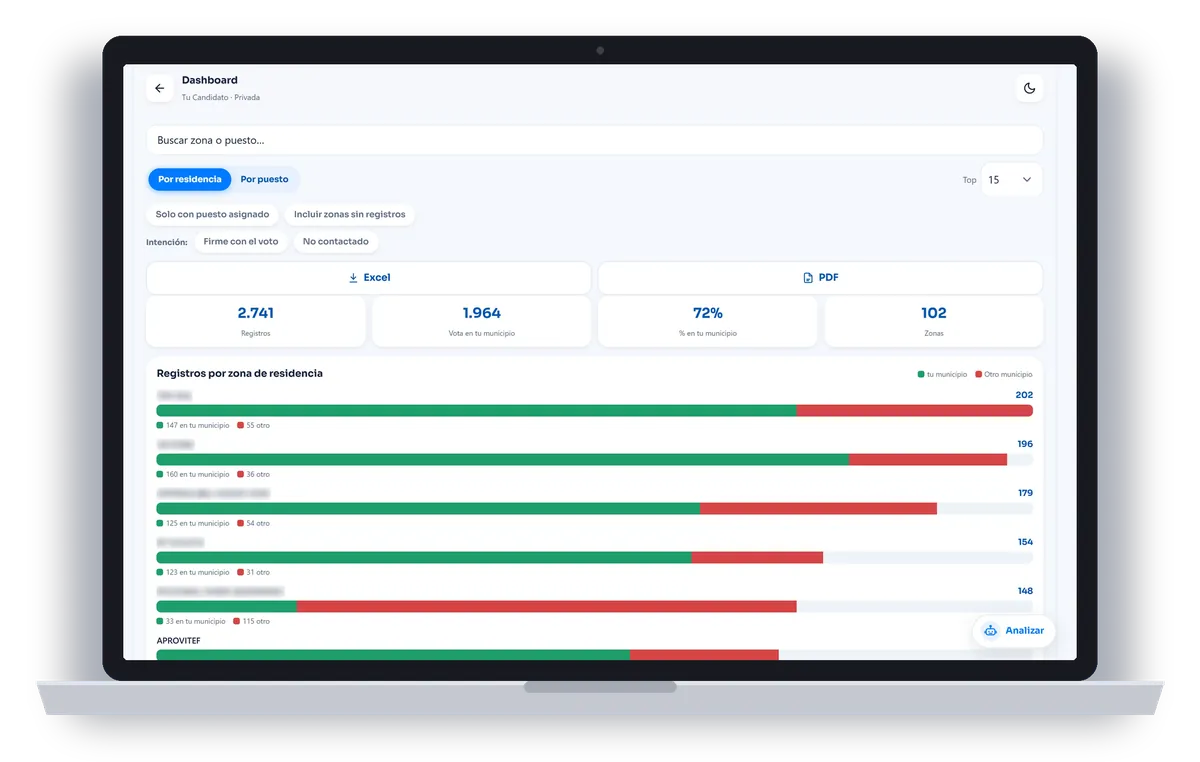 Dashboard
Tu Candidato · Privada
Buscar zona o puesto...
Por residencia Por puesto Top 15
Solo con puesto asignado Incluir zonas sin registros
Intención: Firme con el voto No contactado
Excel PDF
2.741 1.964 72% 102
Registros Vota en tu municipio % en tu municipio Zonas
Registros por zona de residencia tu municipio Otro municipio
202
147 en tu municipio 55 otro
196
160 en tu municipio 36 otro
179
125 en tu municipio 54 otro
154
123 en tu municipio 31 otro
148
33 en tu municipio 115 otro
APROVITEF
Analizar